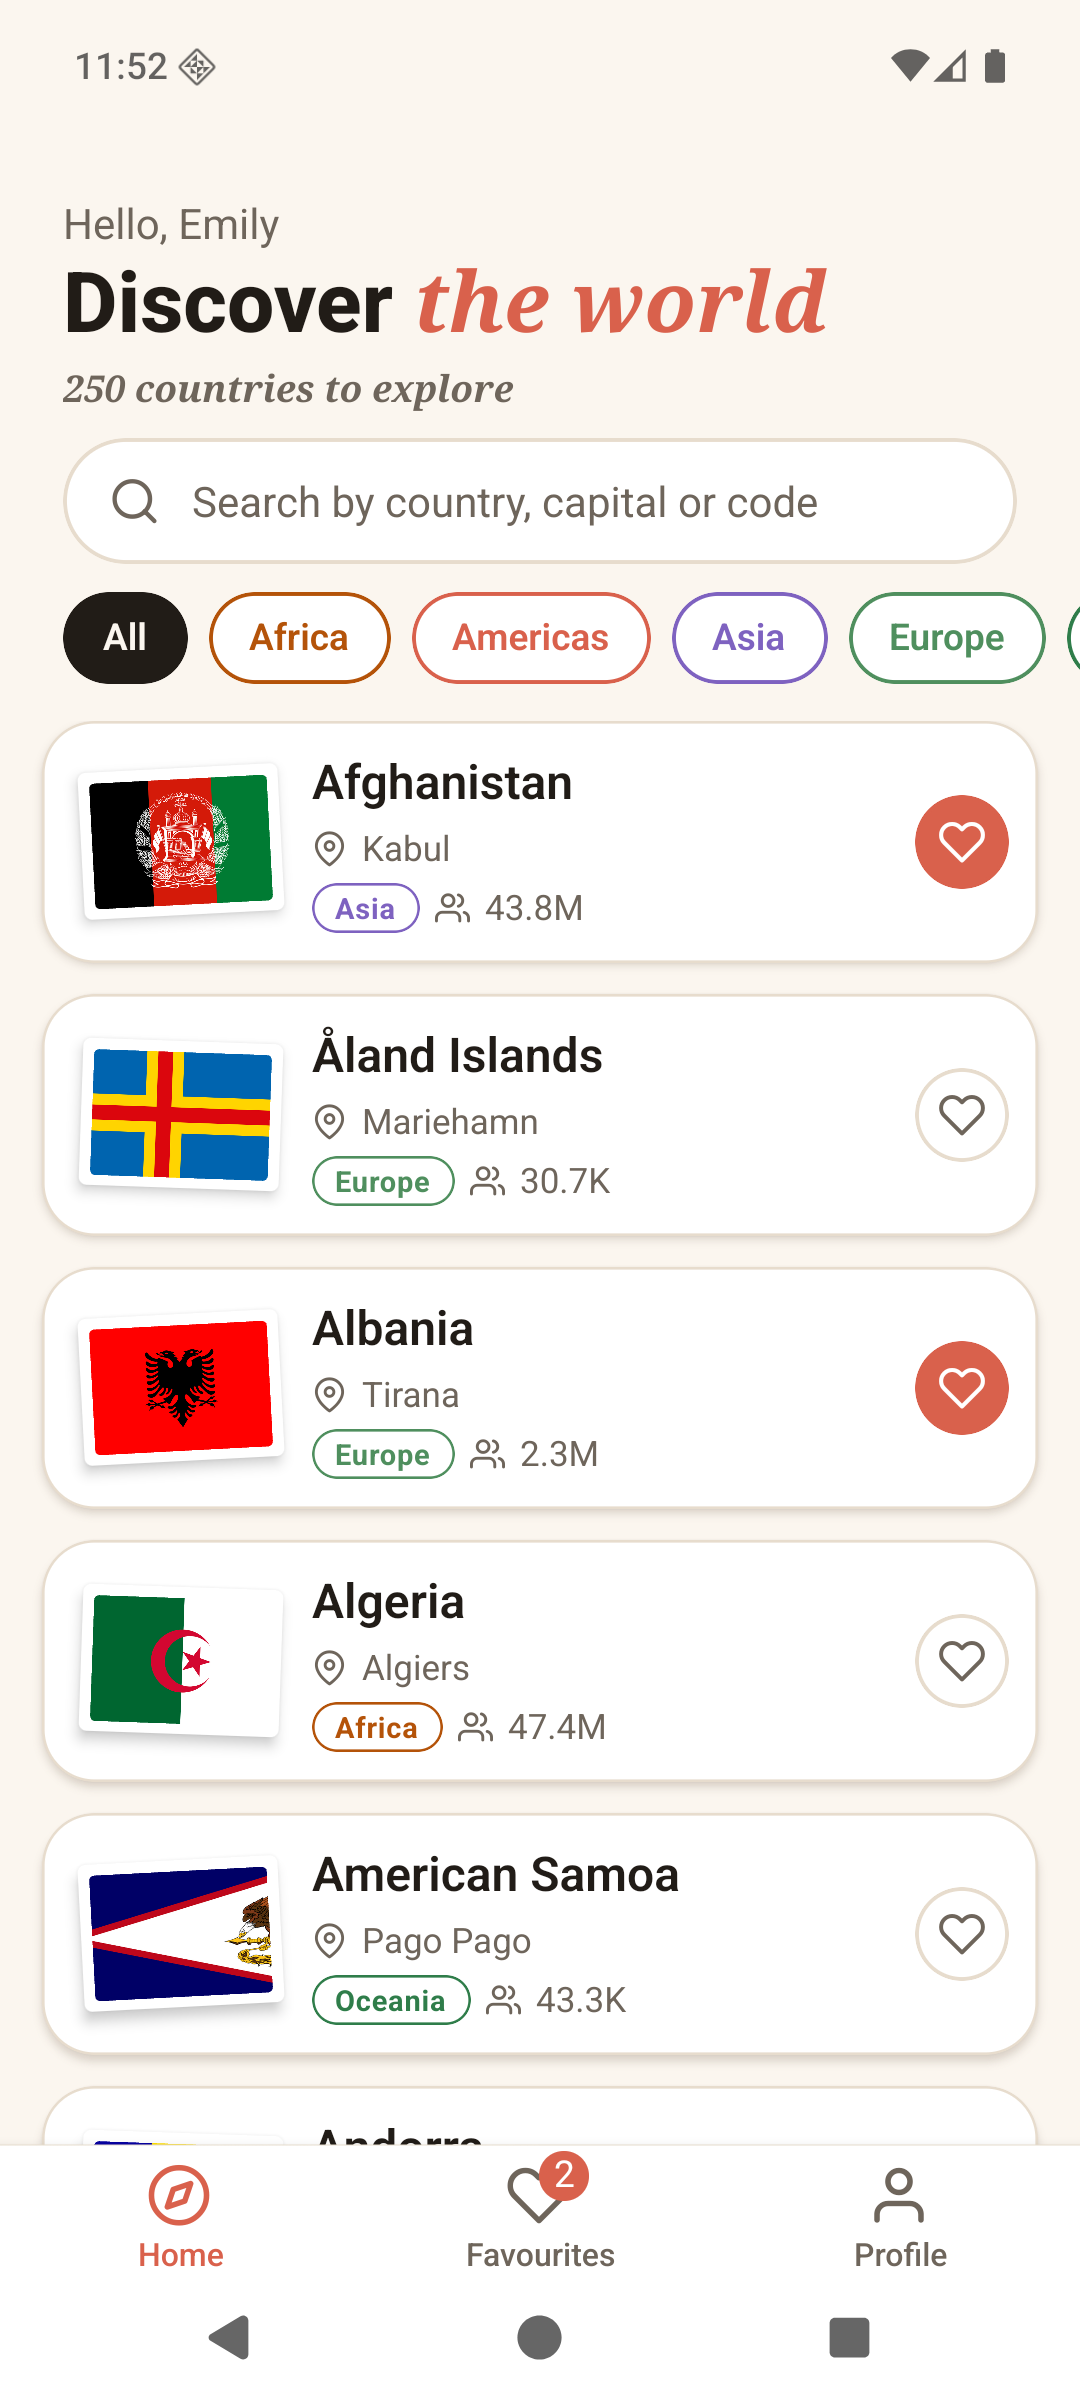 11:52
Hello, Emily
Discover the world
250 countries to explore
Search by country, capital or code
All Africa Americas Asia Europe
Afghanistan
Kabul
Asia 43.8M
Åland Islands
Mariehamn
Europe 30.7K
Albania
Tirana
Europe 2.3M
Algeria
Algiers
Africa 47.4M
American Samoa
Pago Pago
Oceania 43.3K
Andorra
2
Home Favourites Profile